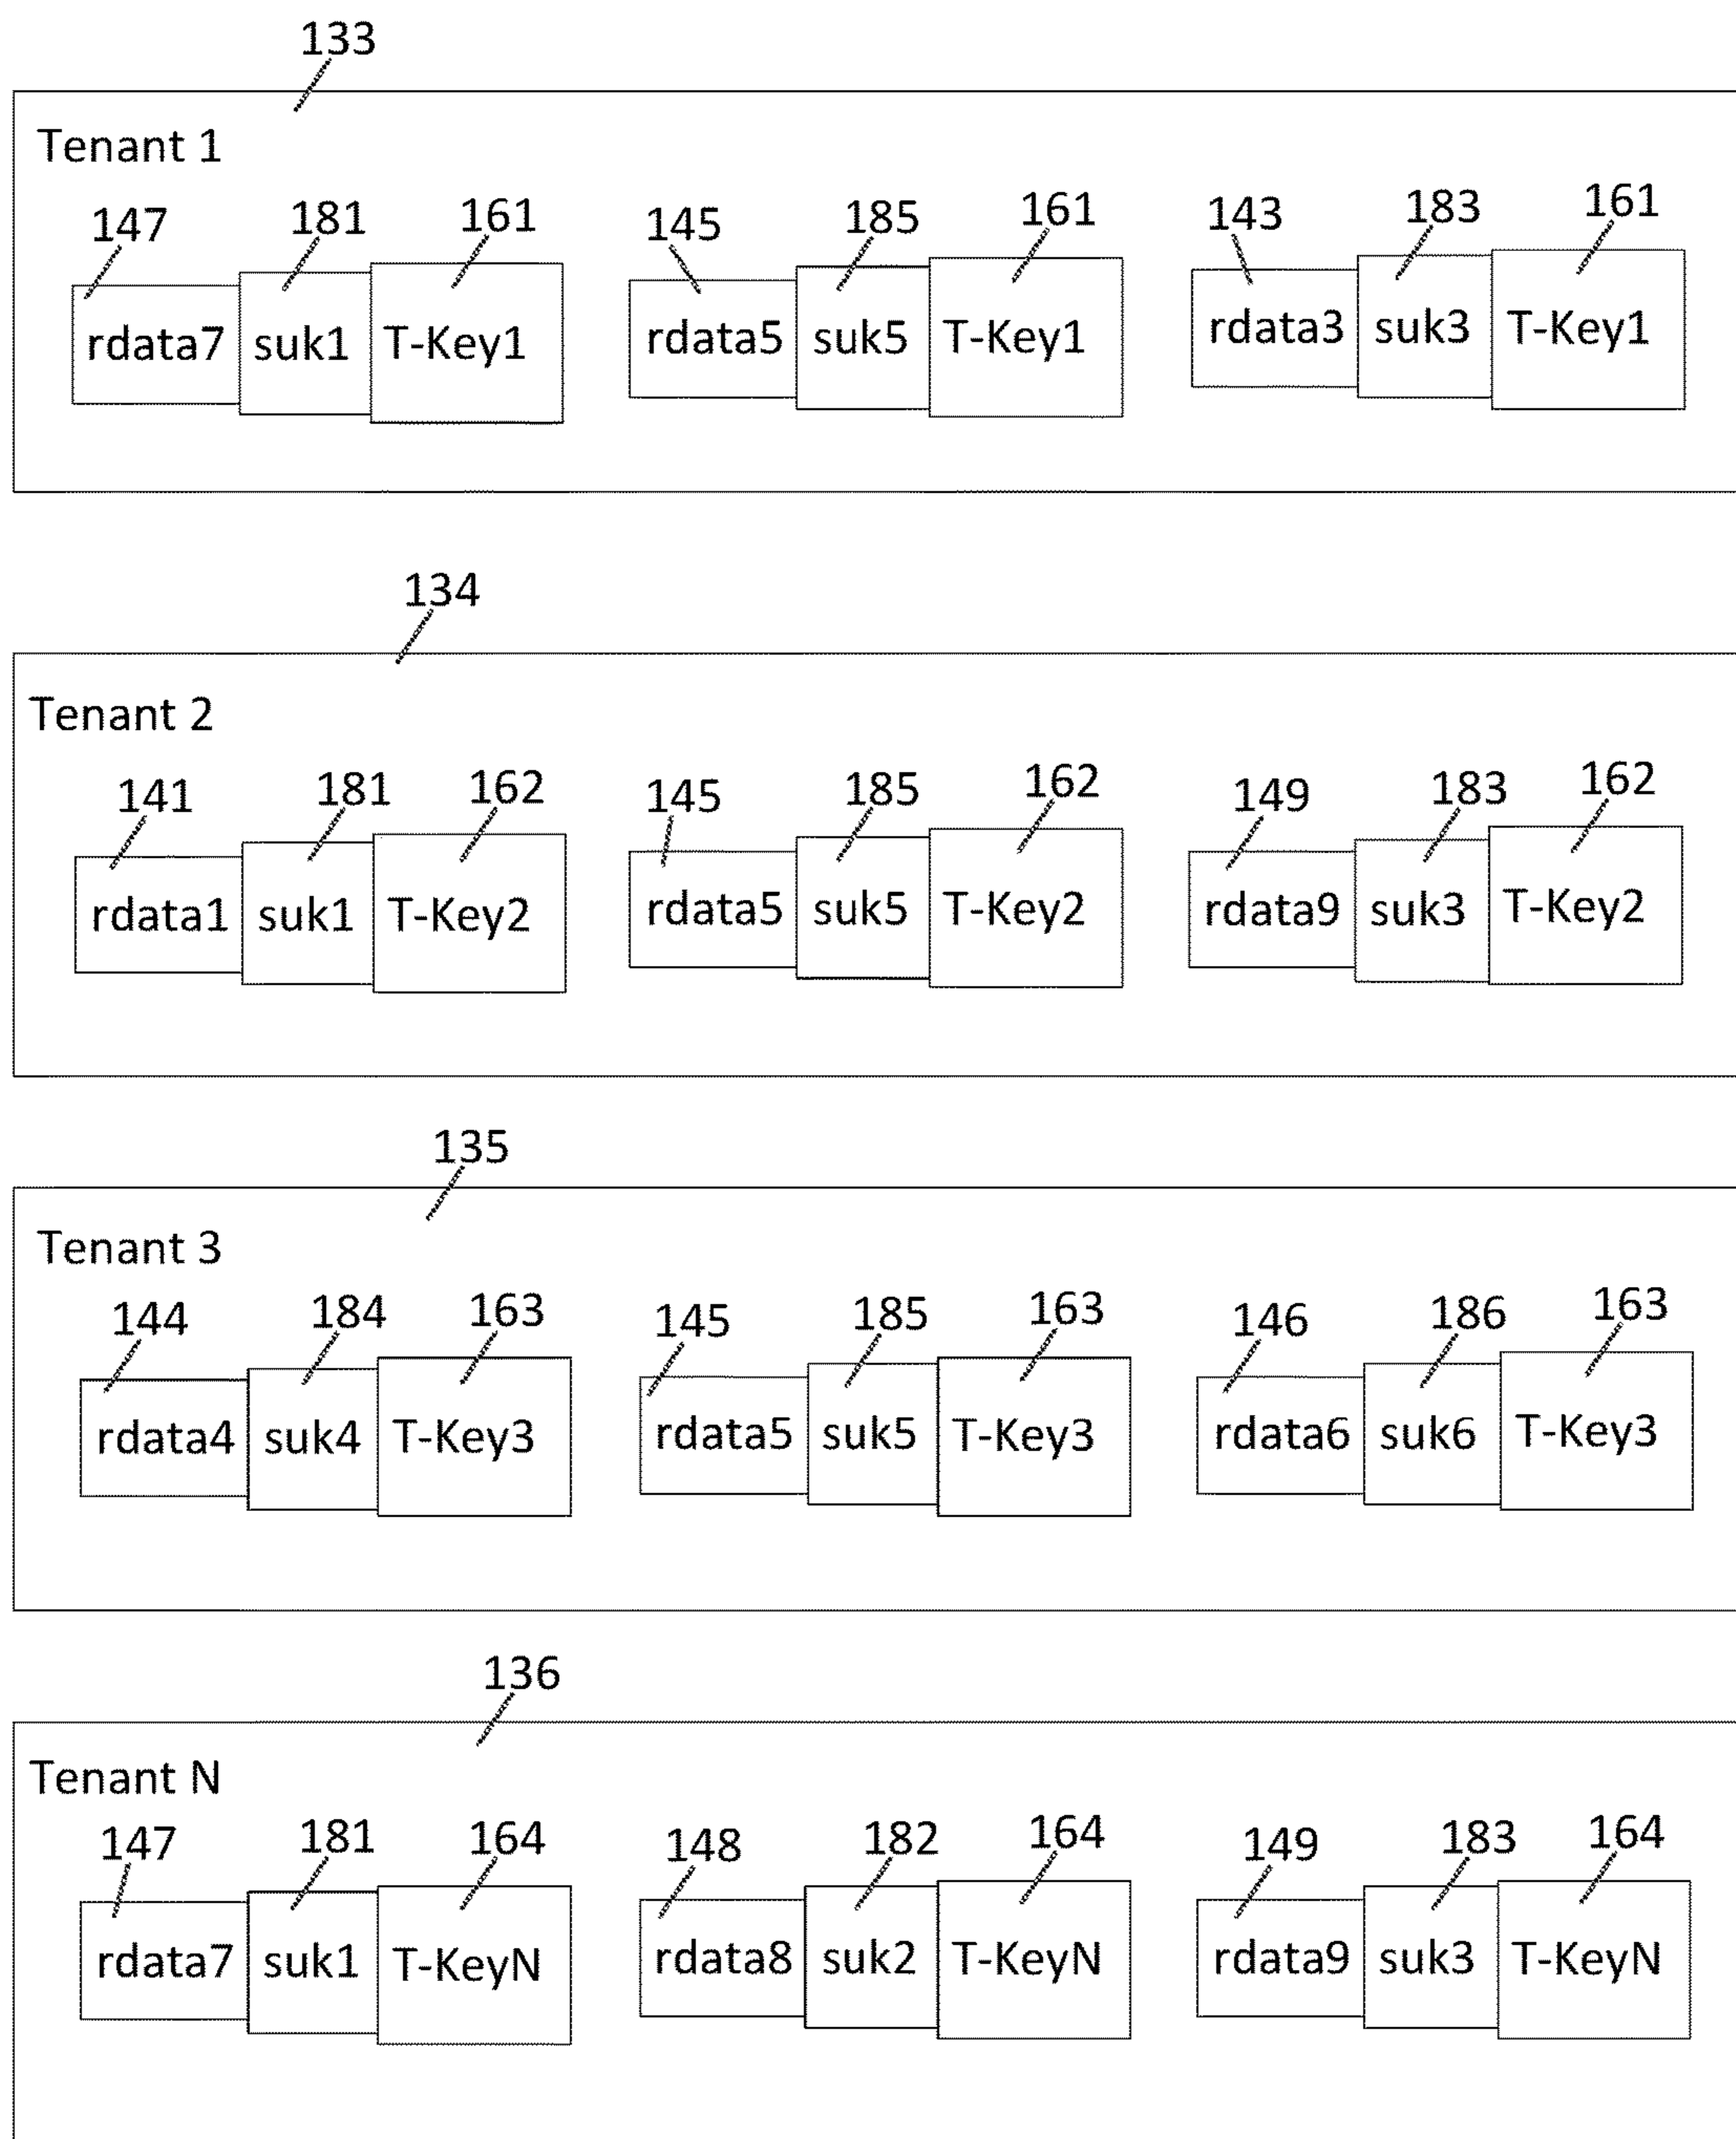 133
Tenant 1
147 181 161 145 185 161 143 183 161
rdata7 suk1 T-Key1 rdata5 suk5 T-Key1 rdata3 suk3 T-Key1
134
Tenant 2
141 181 162 145 185 162 149 183 162
rdata1 suk1 T-Key2 rdata5 suk5 T-Key2 rdata9 suk3 T-Key2
135
Tenant 3
144 184 163 145 185 163 146 186 163
rdata4 suk4 T-Key3 rdata5 suk5 T-Key3 rdata6 suk6 T-Key3
136
Tenant N
147 181 164 148 182 164 149 183 164
rdata7 suk1 T-KeyN rdata8 suk2 T-KeyN rdata9 suk3 T-KeyN